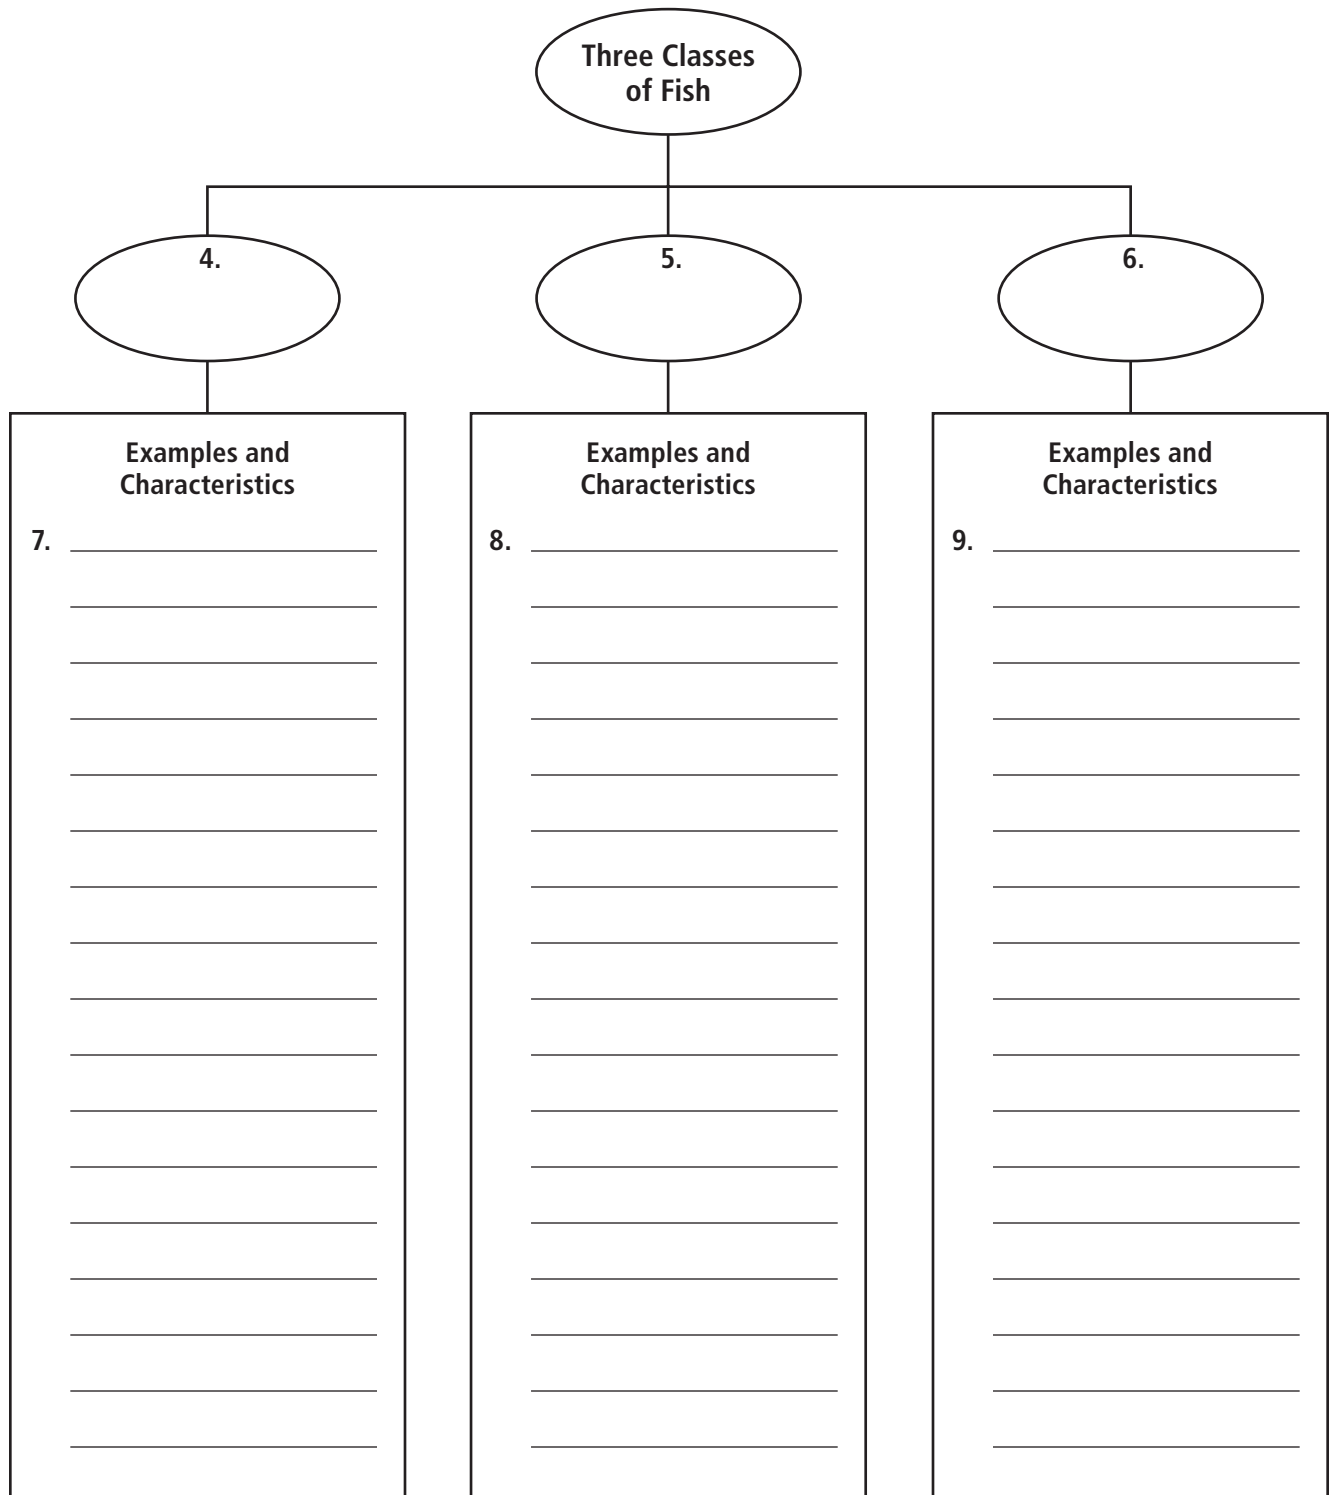 Three Classes
of Fish
4.
5.
6.
Examples and
Characteristics
7.
Examples and
Characteristics
8.
Examples and
Characteristics
9.